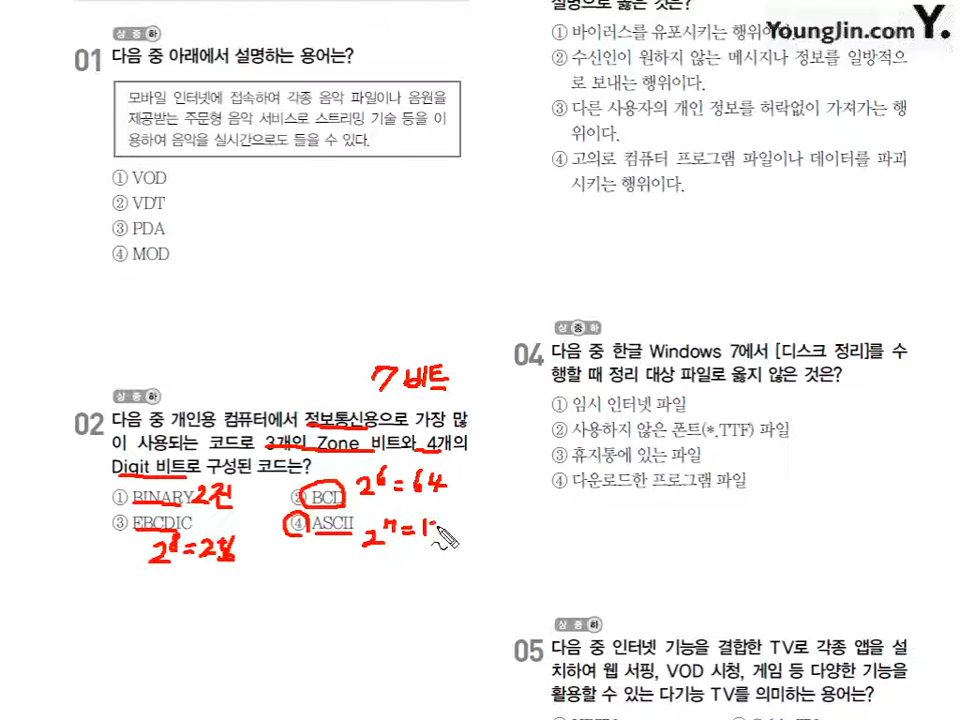 상 중 하
01 다음 중 아래에서 설명하는 용어는?
모바일 인터넷에 접속하여 각종 음악 파일이나 음원을
제공받는 주문형 음악 서비스로 스트리밍 기술 등을 이
용하여 음악을 실시간으로도 들을 수 있다.
① VOD
② VDT
③ PDA
④ MOD
7비트
상 중 하
02 다음 중 개인용 컴퓨터에서 정보통신용으로 가장 많
이 사용되는 코드로 3개의 Zone 비트와 4개의
Digit 비트로 구성된 코드는?
① BINARY 2진 ② BCD 2⁶=64
③ EBCDIC ④ ASCII 2⁷=1
2⁸=2
설명으로 옳은 것은?
YoungJin.com Y.
① 바이러스를 유포시키는 행위
② 수신인이 원하지 않는 메시지나 정보를 일방적으
로 보내는 행위이다.
③ 다른 사용자의 개인 정보를 허락없이 가져가는 행
위이다.
④ 고의로 컴퓨터 프로그램 파일이나 데이터를 파괴
시키는 행위이다.
상 중 하
04 다음 중 한글 Windows 7에서 [디스크 정리]를 수
행할 때 정리 대상 파일로 옳지 않은 것은?
① 임시 인터넷 파일
② 사용하지 않은 폰트(*.TTF) 파일
③ 휴지통에 있는 파일
④ 다운로드한 프로그램 파일
상 중 하
05 다음 중 인터넷 기능을 결합한 TV로 각종 앱을 설
치하여 웹 서핑, VOD 시청, 게임 등 다양한 기능을
활용할 수 있는 다기능 TV를 의미하는 용어는?